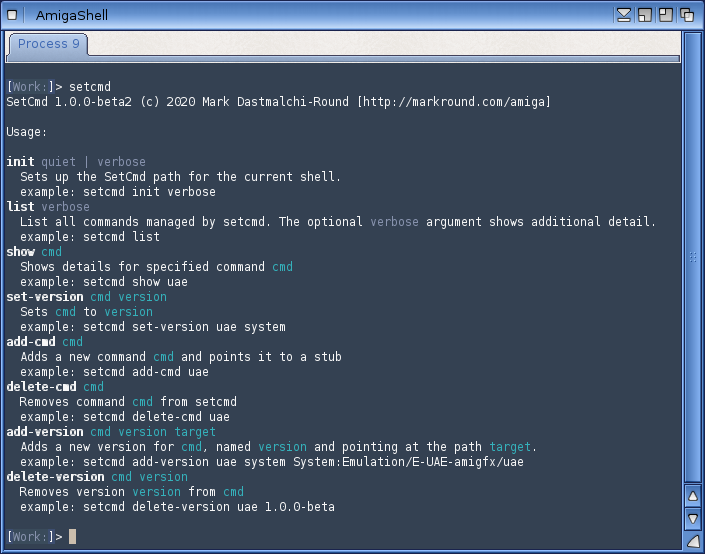 AmigaShell
Process 9
[Work:]> setcmd
SetCmd 1.0.0-beta2 (c) 2020 Mark Dastmalchi-Round [http://markround.com/amiga]
Usage:
init quiet | verbose
Sets up the SetCmd path for the current shell.
example: setcmd init verbose
list verbose
List all commands managed by setcmd. The optional verbose argument shows additional detail.
example: setcmd list
show cmd
Shows details for specified command cmd
example: setcmd show uae
set-version cmd version
Sets cmd to version
example: setcmd set-version uae system
add-cmd cmd
Adds a new command cmd and points it to a stub
example: setcmd add-cmd uae
delete-cmd cmd
Removes command cmd from setcmd
example: setcmd delete-cmd uae
add-version cmd version target
Adds a new version for cmd, named version and pointing at the path target.
example: setcmd add-version uae system System:Emulation/E-UAE-amigfx/uae
delete-version cmd version
Removes version version from cmd
example: setcmd delete-version uae 1.0.0-beta
[Work:]>